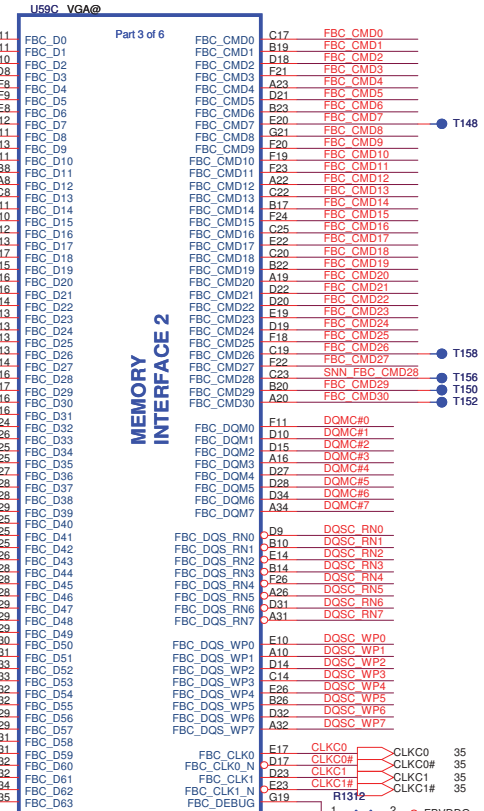 U59C VGA@
Part 3 of 6
FBC_D0 FBC_CMD0 C17 FBC_CMD0
FBC_D1 FBC_CMD1 B19 FBC_CMD1
FBC_D2 FBC_CMD2 D18 FBC_CMD2
FBC_D3 FBC_CMD3 F21 FBC_CMD3
FBC_D4 FBC_CMD4 A23 FBC_CMD4
FBC_D5 FBC_CMD5 D21 FBC_CMD5
FBC_D6 FBC_CMD6 B23 FBC_CMD6
FBC_D7 FBC_CMD7 E20 FBC_CMD7 T148
FBC_D8 FBC_CMD8 G21 FBC_CMD8
FBC_D9 FBC_CMD9 F20 FBC_CMD9
FBC_D10 FBC_CMD10 F19 FBC_CMD10
FBC_D11 FBC_CMD11 F23 FBC_CMD11
FBC_D12 FBC_CMD12 A22 FBC_CMD12
FBC_D13 FBC_CMD13 C22 FBC_CMD13
FBC_D14 FBC_CMD14 B17 FBC_CMD14
FBC_D15 FBC_CMD15 F24 FBC_CMD15
FBC_D16 FBC_CMD16 C25 FBC_CMD16
FBC_D17 FBC_CMD17 E22 FBC_CMD17
FBC_D18 FBC_CMD18 C20 FBC_CMD18
FBC_D19 FBC_CMD19 B22 FBC_CMD19
FBC_D20 FBC_CMD20 A19 FBC_CMD20
FBC_D21 FBC_CMD21 D22 FBC_CMD21
FBC_D22 FBC_CMD22 D20 FBC_CMD22
FBC_D23 FBC_CMD23 E19 FBC_CMD23
FBC_D24 FBC_CMD24 D19 FBC_CMD24
FBC_D25 FBC_CMD25 F18 FBC_CMD25
FBC_D26 FBC_CMD26 C19 FBC_CMD26 T158
FBC_D27 FBC_CMD27 F22 FBC_CMD27
FBC_D28 FBC_CMD28 C23 SNN_FBC_CMD28 T156
FBC_D29 FBC_CMD29 B20 FBC_CMD29 T150
FBC_D30 FBC_CMD30 A20 FBC_CMD30 T152
MEMORY
INTERFACE 2
FBC_D31
FBC_D32 FBC_DQM0 F11 DQMC#0
FBC_D33 FBC_DQM1 D10 DQMC#1
FBC_D34 FBC_DQM2 D15 DQMC#2
FBC_D35 FBC_DQM3 A16 DQMC#3
FBC_D36 FBC_DQM4 D27 DQMC#4
FBC_D37 FBC_DQM5 D28 DQMC#5
FBC_D38 FBC_DQM6 D34 DQMC#6
FBC_D39 FBC_DQM7 A34 DQMC#7
FBC_D40
FBC_D41 FBC_DQS_RN0 D9 DQSC_RN0
FBC_D42 FBC_DQS_RN1 B10 DQSC_RN1
FBC_D43 FBC_DQS_RN2 E14 DQSC_RN2
FBC_D44 FBC_DQS_RN3 B14 DQSC_RN3
FBC_D45 FBC_DQS_RN4 F26 DQSC_RN4
FBC_D46 FBC_DQS_RN5 A26 DQSC_RN5
FBC_D47 FBC_DQS_RN6 D31 DQSC_RN6
FBC_D48 FBC_DQS_RN7 A31 DQSC_RN7
FBC_D49
FBC_D50 FBC_DQS_WP0 E10 DQSC_WP0
FBC_D51 FBC_DQS_WP1 A10 DQSC_WP1
FBC_D52 FBC_DQS_WP2 D14 DQSC_WP2
FBC_D53 FBC_DQS_WP3 C14 DQSC_WP3
FBC_D54 FBC_DQS_WP4 E26 DQSC_WP4
FBC_D55 FBC_DQS_WP5 B26 DQSC_WP5
FBC_D56 FBC_DQS_WP6 D32 DQSC_WP6
FBC_D57 FBC_DQS_WP7 A32 DQSC_WP7
FBC_D58
FBC_D59 FBC_CLK0 E17 CLKC0 CLKC0 35
FBC_D60 FBC_CLK0_N D17 CLKC0# CLKC0# 35
FBC_D61 FBC_CLK1 D23 CLKC1 CLKC1 35
FBC_D62 FBC_CLK1_N E23 CLKC1# CLKC1# 35
FBC_D63 FBC_DEBUG G19 R1312
1 2